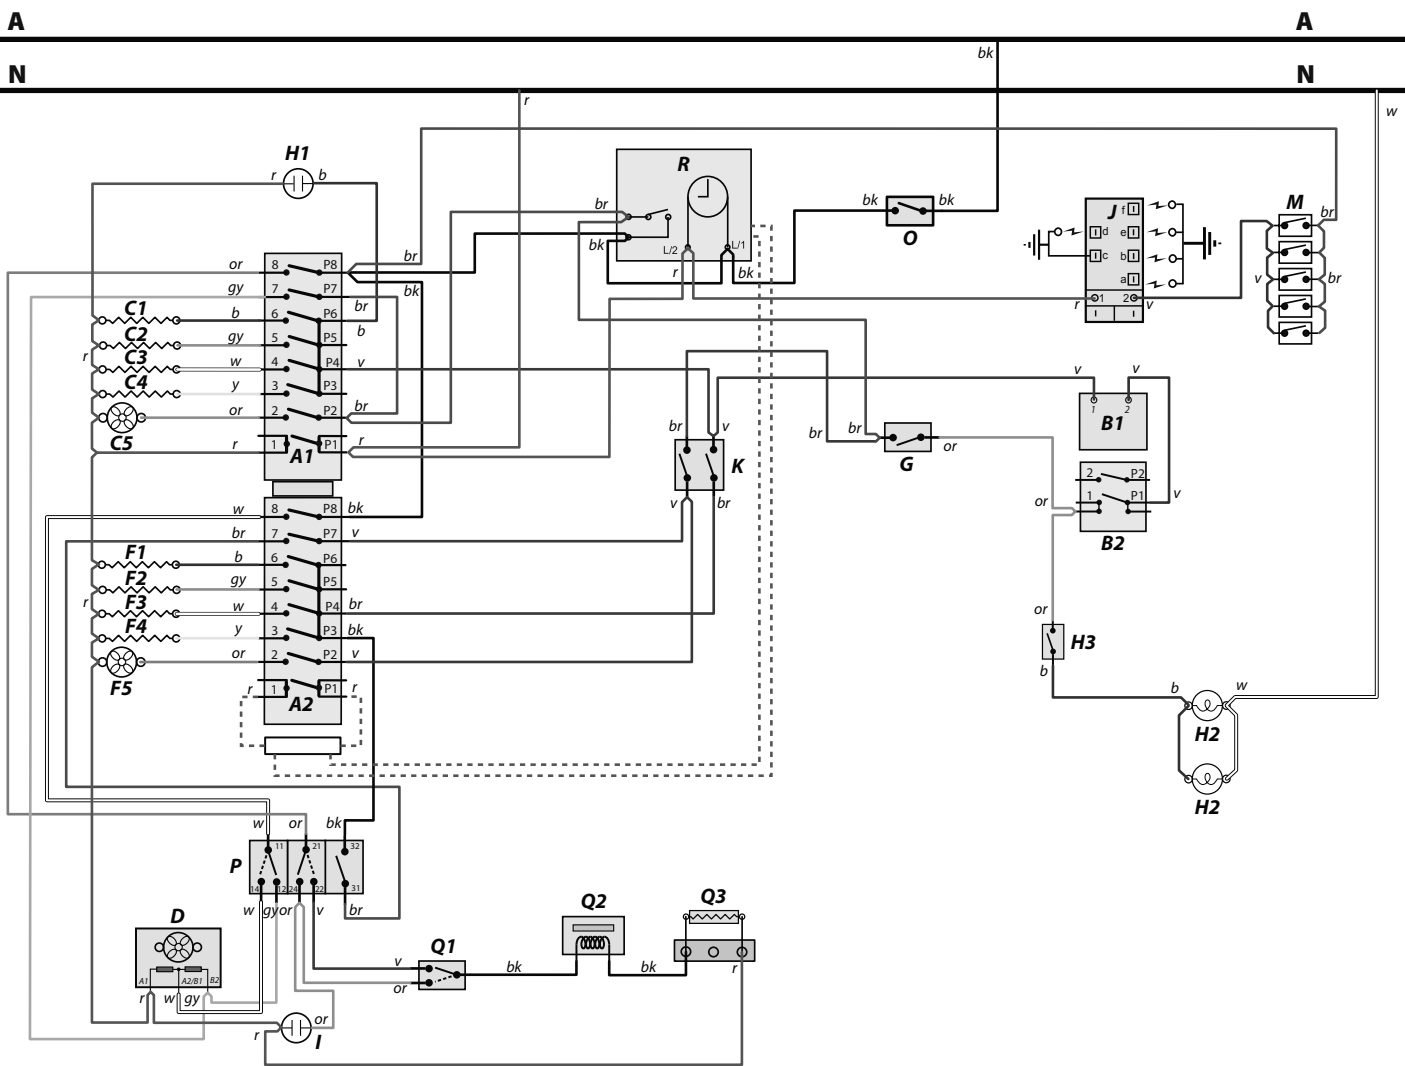 A A
bk
N N
r
w
H1
r b
R
br
bk
L/2 L/1
r bk
bk bk
O
J
f
d e
c b
a
r 1 2 v
M
br
v br
or 8 P8 br
bk
gy 7 P7 br
C1 b 6 P6
b
C2 gy 5 P5
r
C3 w 4 P4 v
C4 y 3 P3
or 2 P2 br
C5
r 1 P1 r
A1
br v
K
v br
br br
G
or
v v
1 2
B1
2 P2
or 1 P1 v
B2
w 8 P8 bk
br 7 P7 v
F1 b 6 P6
F2 gy 5 P5
r
F3 w 4 P4 br
F4 y 3 P3 bk
or 2 P2 v
F5
r 1 P1 r
A2
or
H3
b
b w
H2
H2
w or bk
P
11 21 32
14 12 24 22 31
w gy or v br
D
A1 A2/B1 B2
r w gy
Q1
v
or
bk
Q2
bk
Q3
r
or
r
I